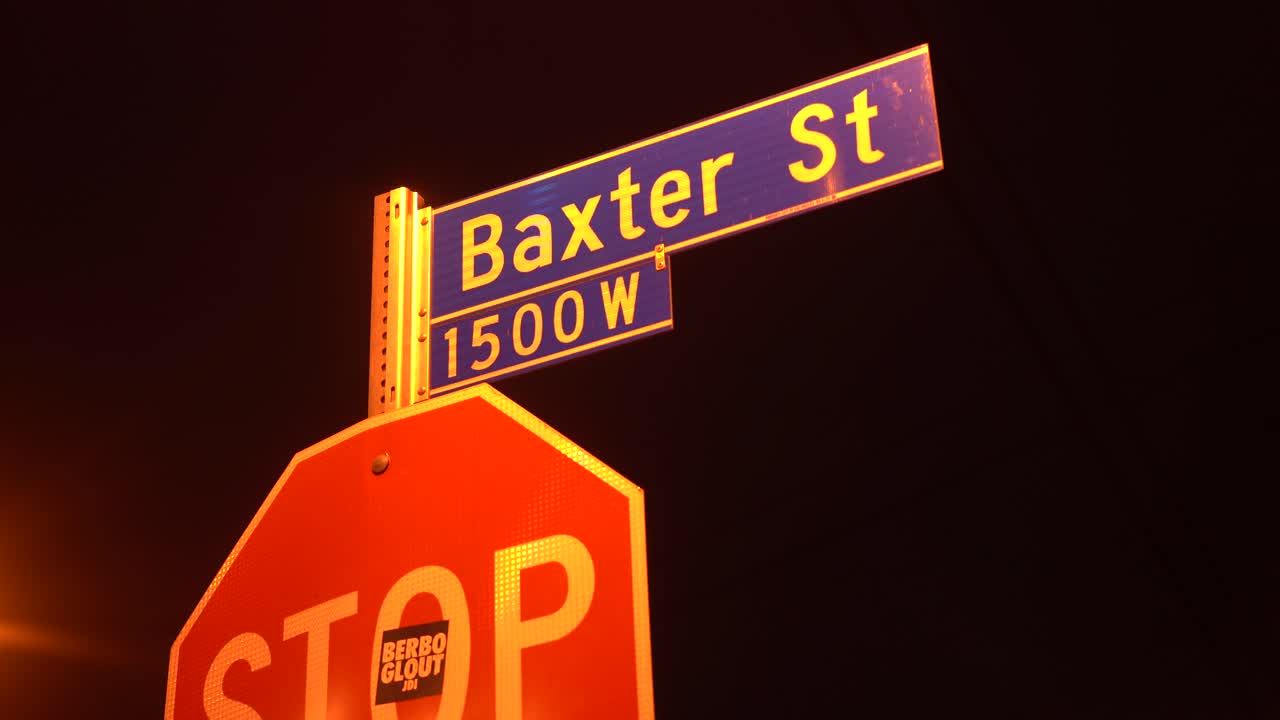 Baxter St
1500 W
STOP
BERBO
GLOUT
JDI